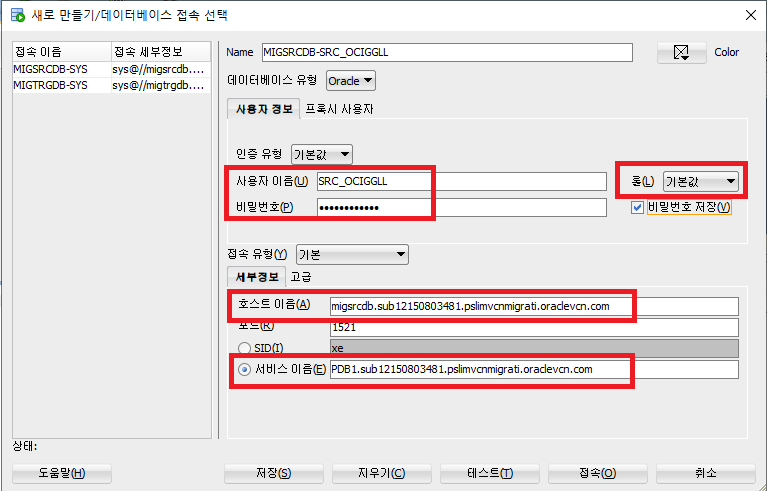 새로 만들기/데이터베이스 접속 선택
접속 이름 접속 세부정보
MIGSRCDB-SYS sys@//migsrcdb....
MIGTRGDB-SYS sys@//migtrgdb....
Name MIGSRCDB-SRC_OCIGGLL Color
데이터베이스 유형 Oracle
사용자 정보 프록시 사용자
인증 유형 기본값
사용자 이름(U) SRC_OCIGGLL 롤(L) 기본값
비밀번호(P) •••••••••••• 비밀번호 저장(V)
접속 유형(Y) 기본
세부정보 고급
호스트 이름(A) migsrcdb.sub12150803481.pslimvcnmigrati.oraclevcn.com
포트(R) 1521
SID(I) xe
서비스 이름(E) PDB1.sub12150803481.pslimvcnmigrati.oraclevcn.com
상태:
도움말(H) 저장(S) 지우기(C) 테스트(T) 접속(O) 취소